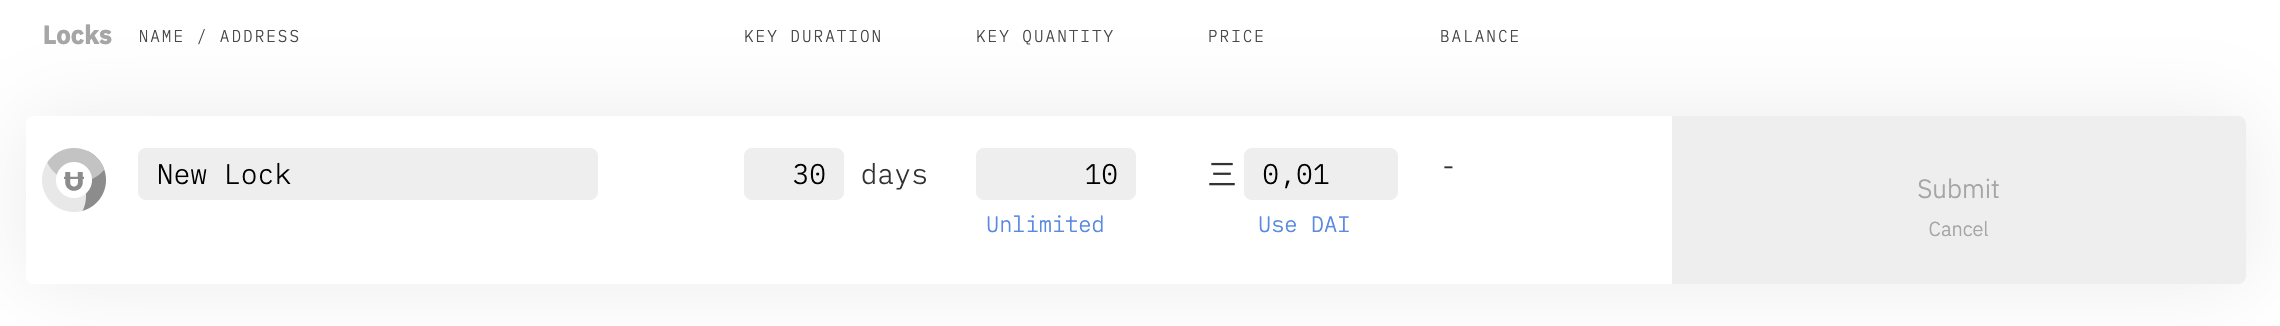 Locks NAME / ADDRESS KEY DURATION KEY QUANTITY PRICE BALANCE
New Lock 30 days 10 Ξ 0,01 -
Unlimited Use DAI
Submit
Cancel